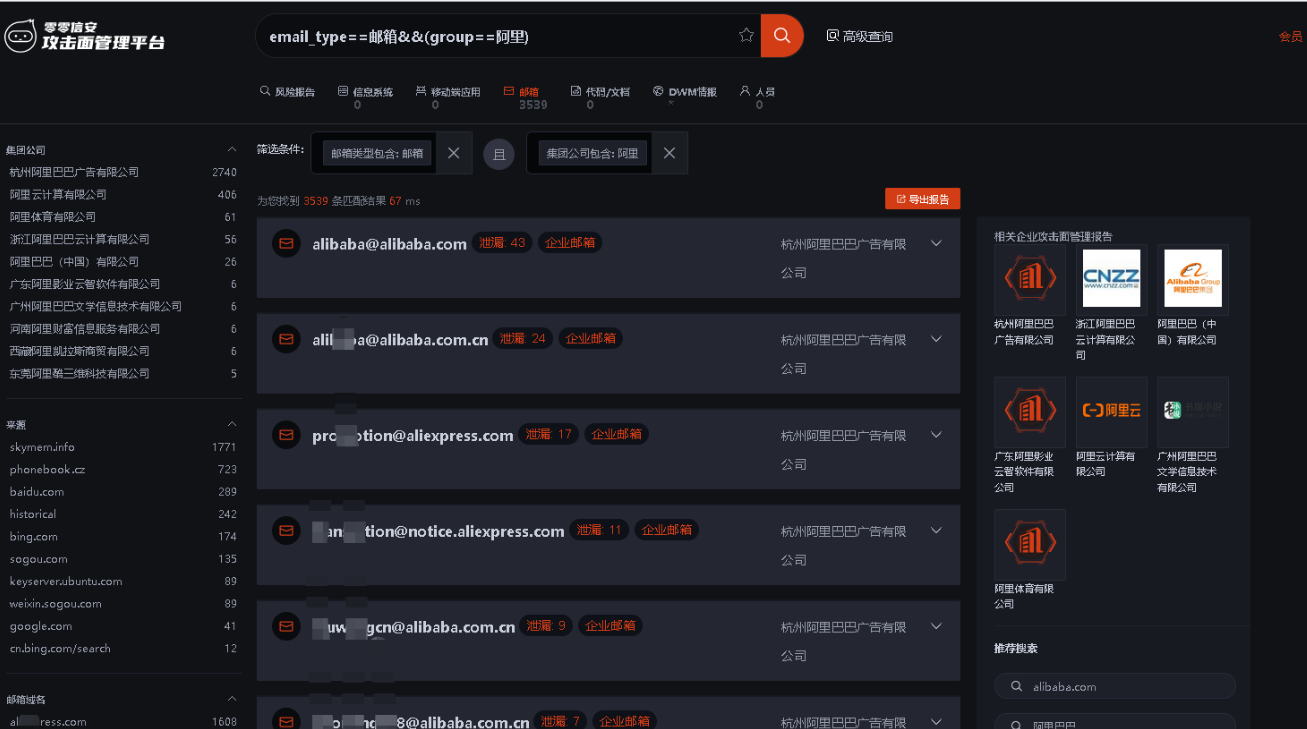 零零信安
攻击面管理平台
email_type==邮箱&&(group==阿里)
高级查询
会员
风险报告
信息系统
0
移动端应用
0
邮箱
3539
代码/文档
0
DWM情报
*
人员
0
集团公司
杭州阿里巴巴广告有限公司 2740
阿里云计算有限公司 406
阿里体育有限公司 61
浙江阿里巴巴云计算有限公司 56
阿里巴巴（中国）有限公司 26
广东阿里影业云智软件有限公司 6
广州阿里巴巴文学信息技术有限公司 6
河南阿里财富信息服务有限公司 6
西藏阿里凯拉斯商贸有限公司 6
东莞阿里酷三维科技有限公司 5
来源
skymem.info 1771
phonebook.cz 723
baidu.com 289
historical 242
bing.com 174
sogou.com 135
keyserver.ubuntu.com 89
weixin.sogou.com 89
google.com 41
cn.bing.com/search 12
邮箱域名
al ress.com 1608
筛选条件:
邮箱类型包含: 邮箱
且
集团公司包含: 阿里
为您找到 3539 条匹配结果 67 ms
导出报告
alibaba@alibaba.com 泄漏: 43 企业邮箱 杭州阿里巴巴广告有限
公司
ali a@alibaba.com.cn 泄漏: 24 企业邮箱 杭州阿里巴巴广告有限
公司
pro otion@aliexpress.com 泄漏: 17 企业邮箱 杭州阿里巴巴广告有限
公司
an tion@notice.aliexpress.com 泄漏: 11 企业邮箱 杭州阿里巴巴广告有限
公司
uw gcn@alibaba.com.cn 泄漏: 9 企业邮箱 杭州阿里巴巴广告有限
公司
8@alibaba.com.cn 泄漏: 7 企业邮箱 杭州阿里巴巴广告有限
相关企业攻击面管理报告
CNZZ
www.cnzz.com
Alibaba Group
阿里巴巴集团
杭州阿里巴巴
广告有限公司
浙江阿里巴巴
云计算有限公
司
阿里巴巴（中
国）有限公司
阿里云
广东阿里影业
云智软件有限
公司
阿里云计算有
限公司
广州阿里巴巴
文学信息技术
有限公司
阿里体育有限
公司
推荐搜索
alibaba.com
阿里巴巴